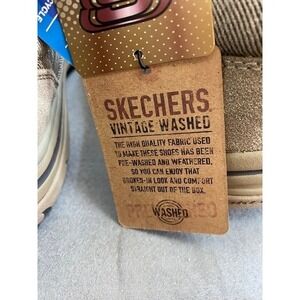 CYCLE
SKECHERS
VINTAGE WASHED
THE HIGH QUALITY FABRIC USED
TO MAKE THESE SHOES HAS BEEN
PRE-WASHED AND WEATHERED,
SO YOU CAN ENJOY THAT
BROKEN-IN LOOK AND COMFORT
STRAIGHT OUT OF THE BOX.
WASHED